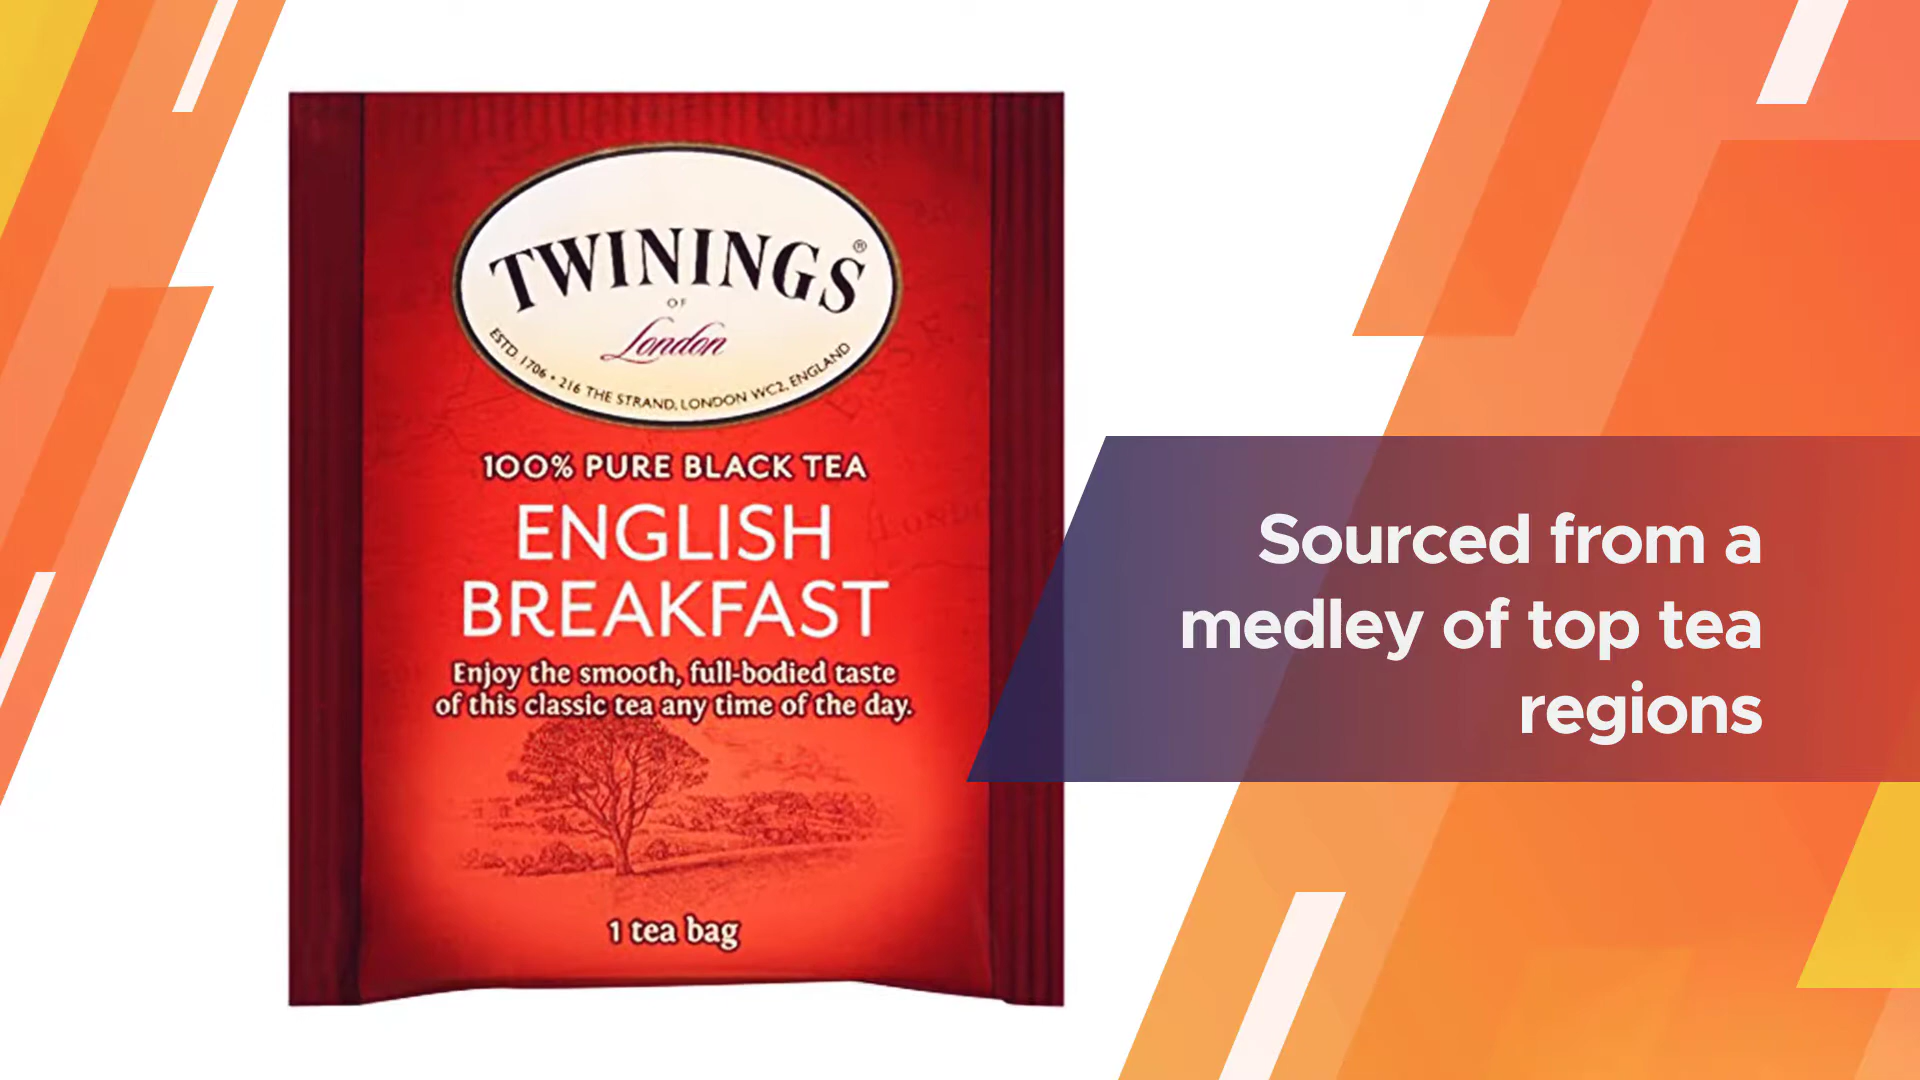 TWININGS®
OF
London
ESTD. 1706 • 216 THE STRAND, LONDON WC2, ENGLAND
100% PURE BLACK TEA
ENGLISH
BREAKFAST
Enjoy the smooth, full-bodied taste
of this classic tea any time of the day.
1 tea bag
Sourced from a
medley of top tea
regions